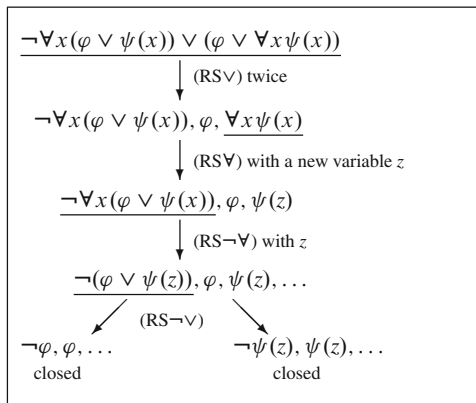 ¬∀x(φ ∨ ψ(x)) ∨ (φ ∨ ∀xψ(x))
(RS∨) twice
¬∀x(φ ∨ ψ(x)), φ, ∀xψ(x)
(RS∀) with a new variable z
¬∀x(φ ∨ ψ(x)), φ, ψ(z)
(RS¬∀) with z
¬(φ ∨ ψ(z)), φ, ψ(z), ...
(RS¬∨)
¬φ, φ, ... ¬ψ(z), ψ(z), ...
closed closed